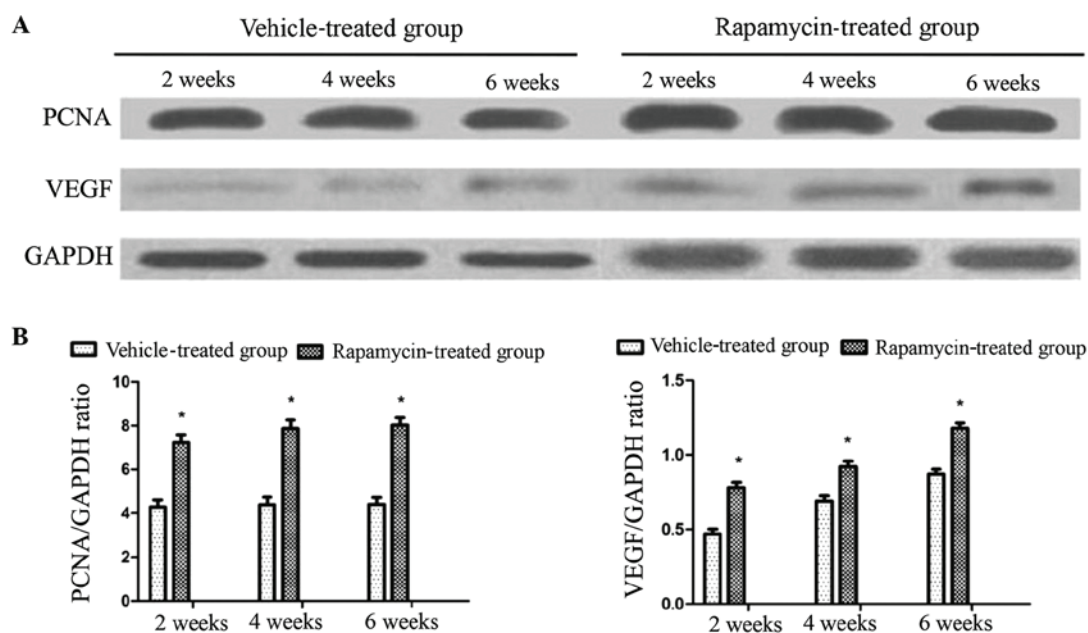 A
Vehicle-treated group Rapamycin-treated group
2 weeks 4 weeks 6 weeks 2 weeks 4 weeks 6 weeks
PCNA
VEGF
GAPDH
B
Vehicle-treated group Rapamycin-treated group
PCNA/GAPDH ratio
10
8
6
4
2
0
* * *
2 weeks 4 weeks 6 weeks
Vehicle-treated group Rapamycin-treated group
VEGF/GAPDH ratio
1.5
1.0
0.5
0.0
* * *
2 weeks 4 weeks 6 weeks